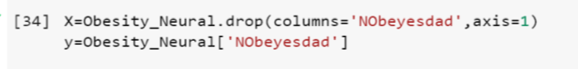 [34] X=Obesity_Neural.drop(columns='NObeyesdad',axis=1)
y=Obesity_Neural['NObeyesdad']